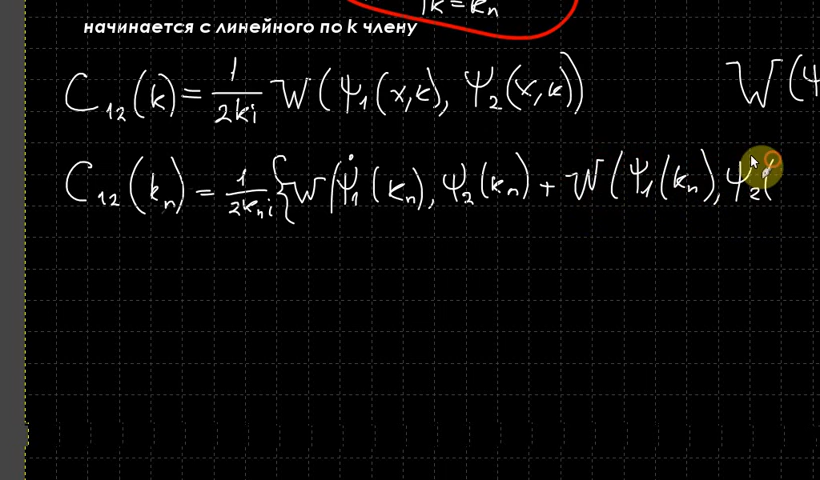 k = kₙ
начинается с линейного по k члену
C₁₂(k) = 1/(2ki) W(Ψ₁(x,k), Ψ₂(x,k)) W(Ψ
C₁₂(kₙ) = 1/(2kₙi) {W(Ψ̇₁(kₙ), Ψ₂(kₙ) + W(Ψ₁(kₙ), Ψ₂(